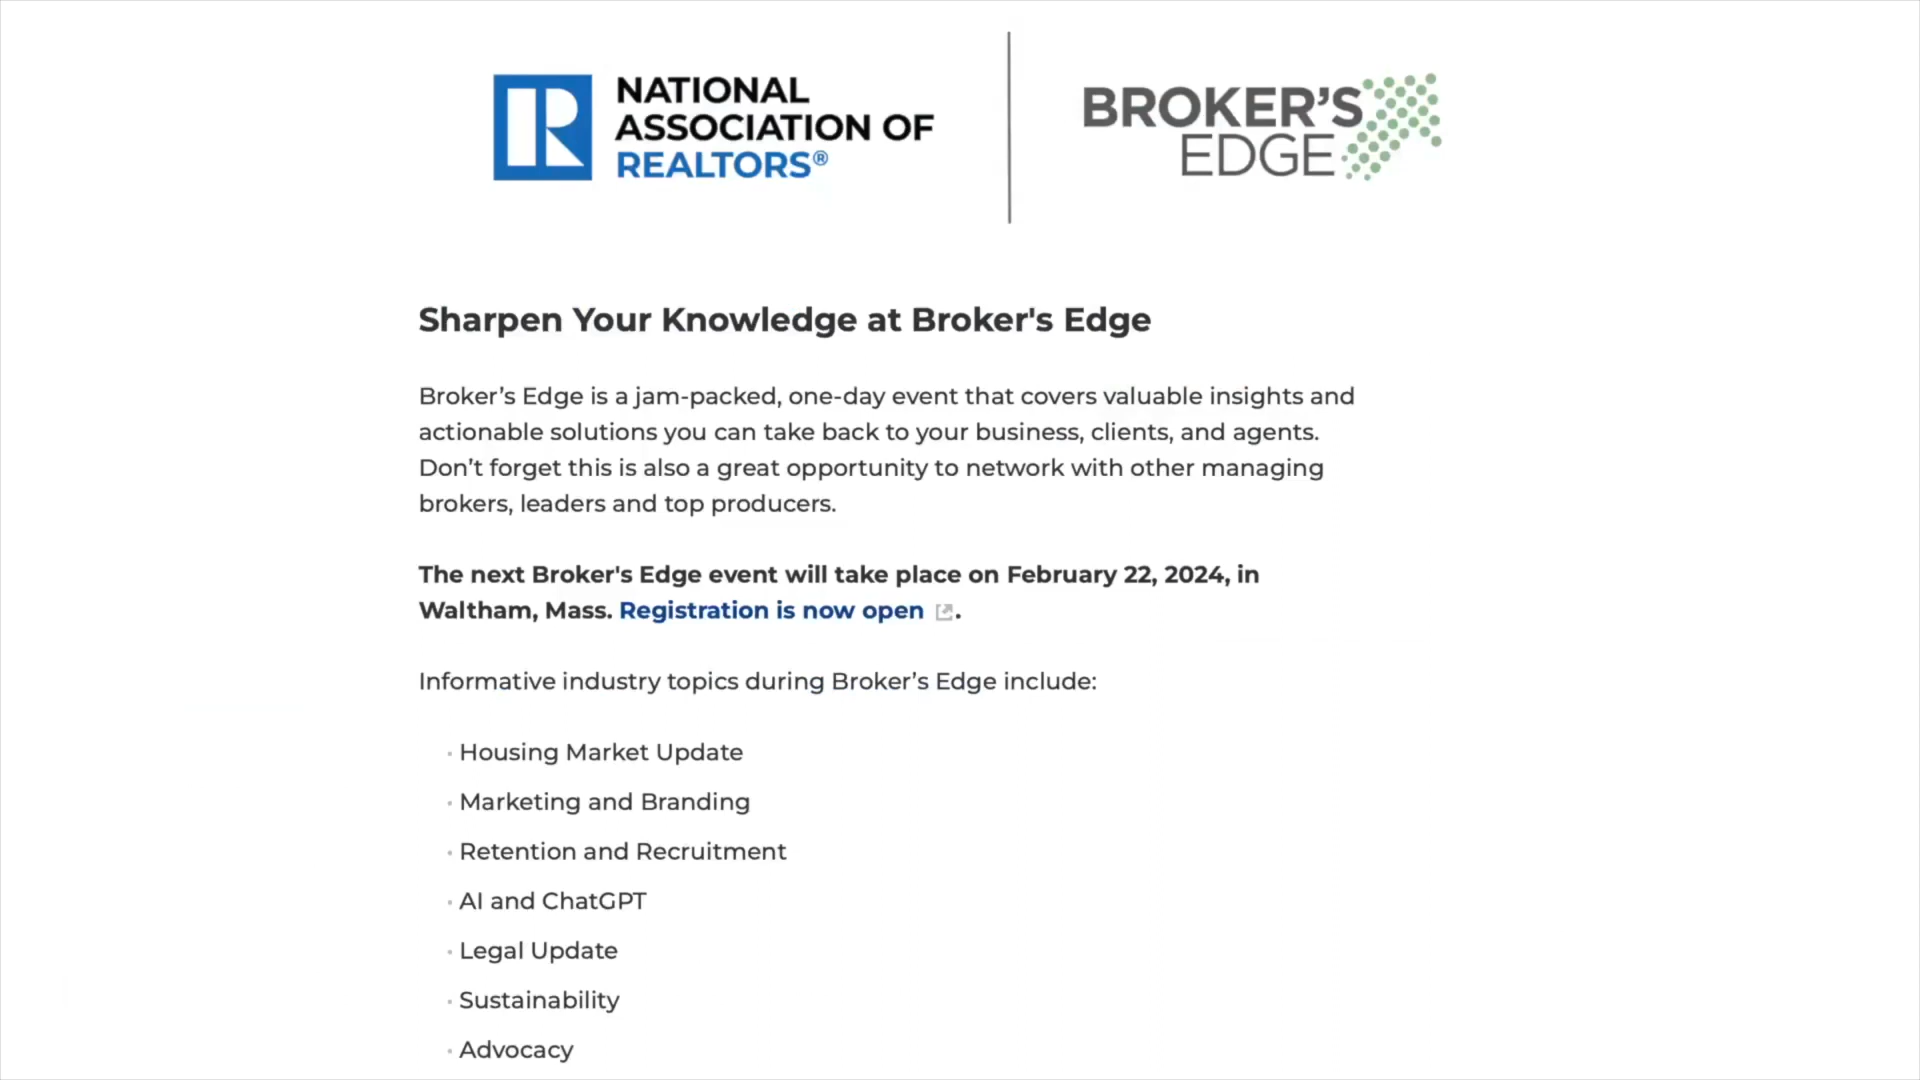 NATIONAL
ASSOCIATION OF
REALTORS®
BROKER’S
EDGE
Sharpen Your Knowledge at Broker's Edge
Broker’s Edge is a jam-packed, one-day event that covers valuable insights and
actionable solutions you can take back to your business, clients, and agents.
Don’t forget this is also a great opportunity to network with other managing
brokers, leaders and top producers.
The next Broker's Edge event will take place on February 22, 2024, in
Waltham, Mass. Registration is now open .
Informative industry topics during Broker’s Edge include:
· Housing Market Update
· Marketing and Branding
· Retention and Recruitment
· AI and ChatGPT
· Legal Update
· Sustainability
· Advocacy